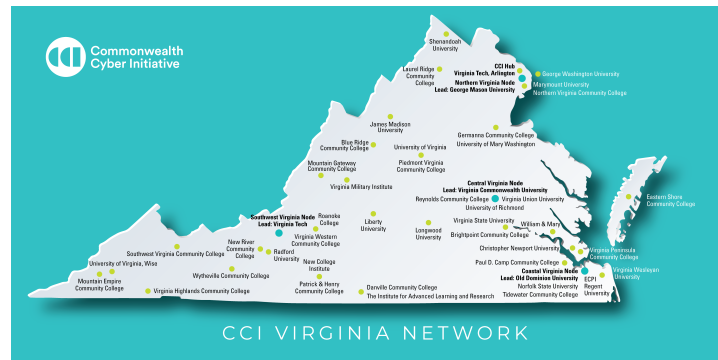 Commonwealth
Cyber Initiative
Shenandoah
University
Laurel Ridge
Community
College
CCI Hub
Virginia Tech, Arlington
Northern Virginia Node
Lead: George Mason University
George Washington University
Marymount University
Northern Virginia Community College
James Madison
University
Germanna Community College
University of Mary Washington
Blue Ridge
Community College
University of Virginia
Piedmont Virginia
Community College
Mountain Gateway
Community College
Virginia Military Institute
Central Virginia Node
Lead: Virginia Commonwealth University
Reynolds Community College
Virginia Union University
University of Richmond
Eastern Shore
Community College
Southwest Virginia Node
Lead: Virginia Tech
Roanoke
College
Virginia Western
Community College
Liberty
University
Longwood
University
Virginia State University
Brightpoint Community College
William & Mary
Christopher Newport University
Virginia Peninsula
Community College
New River
Community
College
Radford
University
Southwest Virginia Community College
University of Virginia, Wise
Mountain Empire
Community College
Wytheville Community College
Virginia Highlands Community College
New College
Institute
Patrick & Henry
Community College
Danville Community College
The Institute for Advanced Learning and Research
Paul D. Camp Community College
Coastal Virginia Node
Lead: Old Dominion University
Norfolk State University
Tidewater Community College
ECPI
Regent
University
Virginia Wesleyan
University
CCI VIRGINIA NETWORK